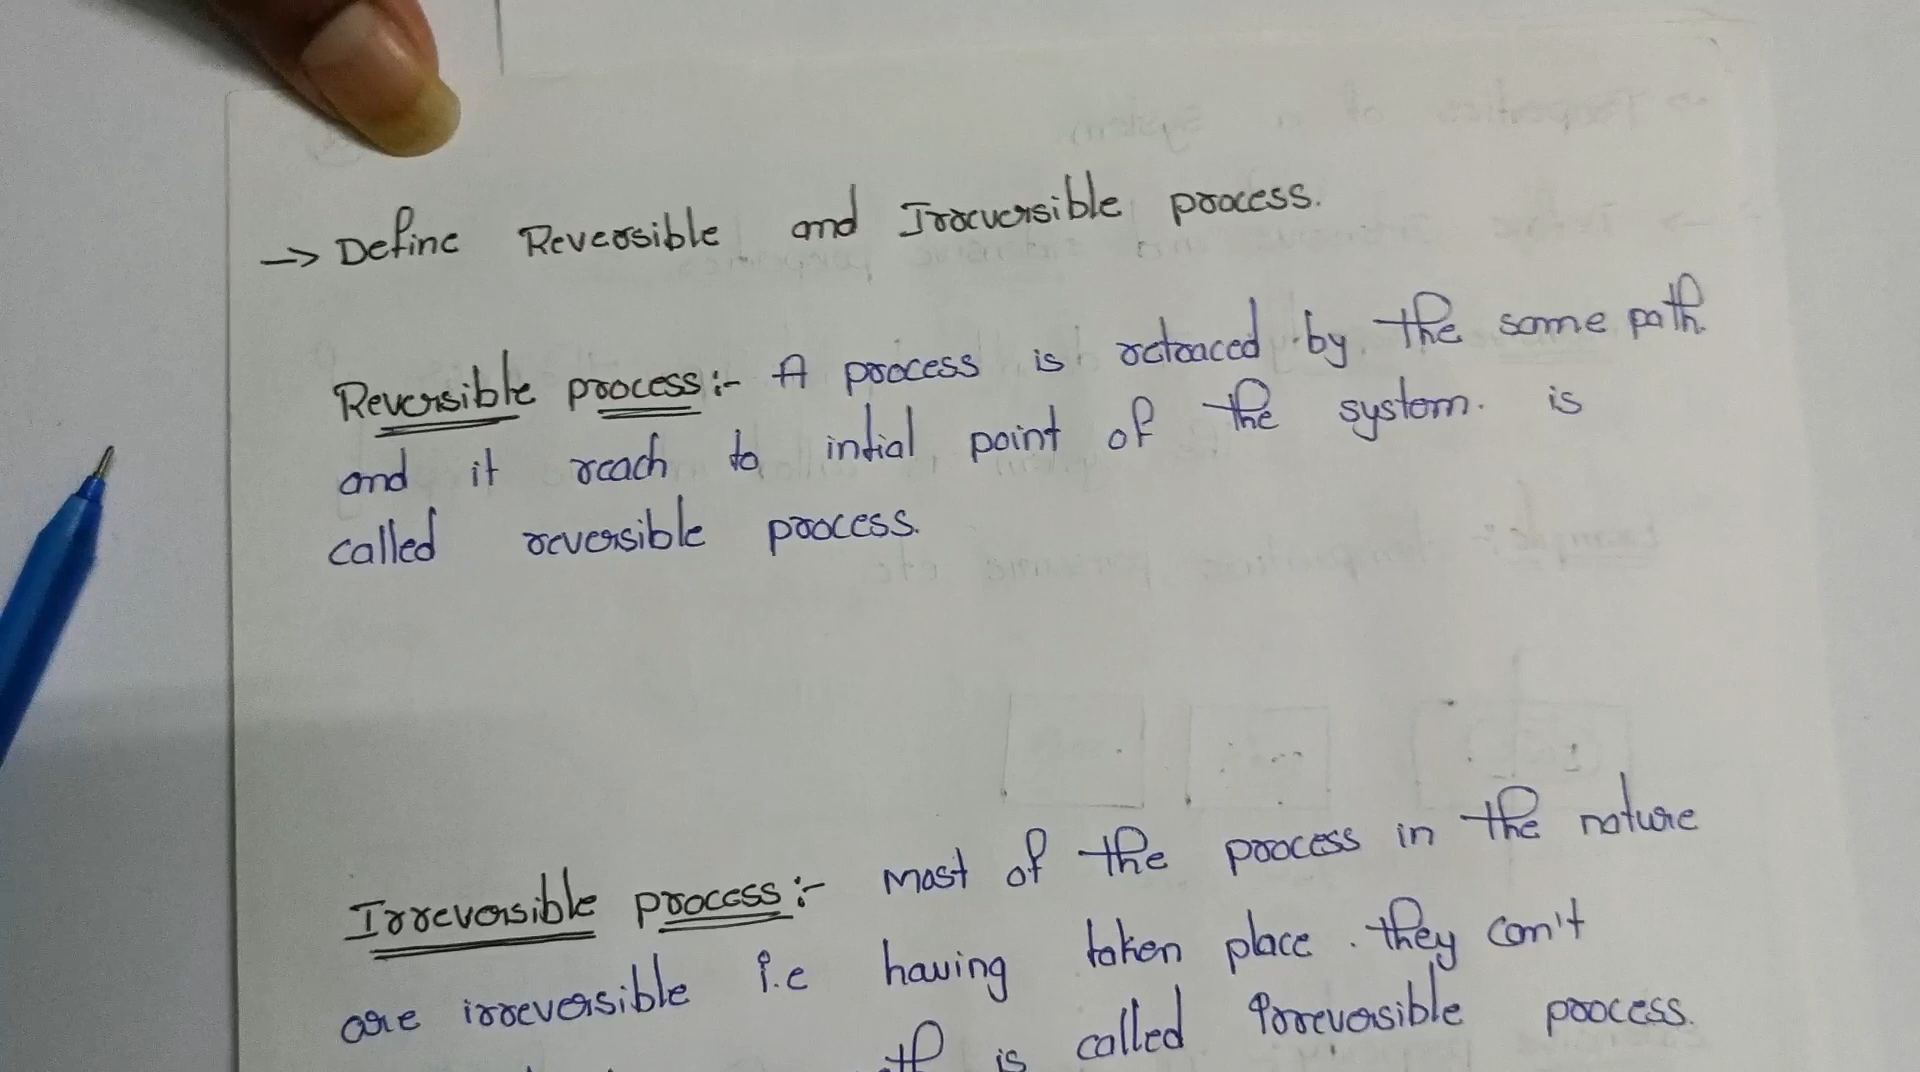 → Define Reversible and Irreversible process.
Reversible process:- A process is retraced by the same path.
and it reach to intial point of the system. is
called reversible process.
Irreversible process:- Most of the process in the nature
are irreversible i.e having taken place. they can't
is called Irreversible process.